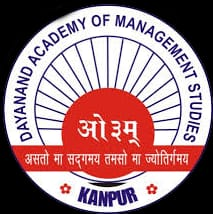 DAYANAND ACADEMY OF MANAGEMENT STUDIES
ओ३म्
असतो मा सद्गमय तमसो मा ज्योतिर्गमय
KANPUR